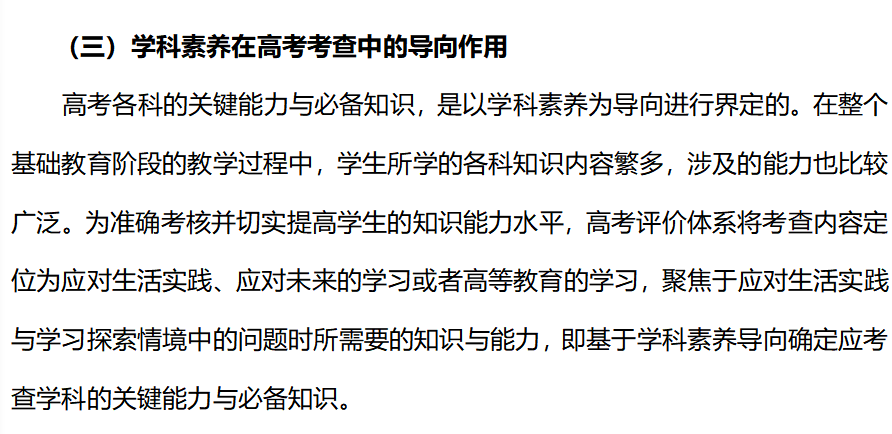 （三）学科素养在高考考查中的导向作用
高考各科的关键能力与必备知识，是以学科素养为导向进行界定的。在整个
基础教育阶段的教学过程中，学生所学的各科知识内容繁多，涉及的能力也比较
广泛。为准确考核并切实提高学生的知识能力水平，高考评价体系将考查内容定
位为应对生活实践、应对未来的学习或者高等教育的学习，聚焦于应对生活实践
与学习探索情境中的问题时所需要的知识与能力，即基于学科素养导向确定应考
查学科的关键能力与必备知识。